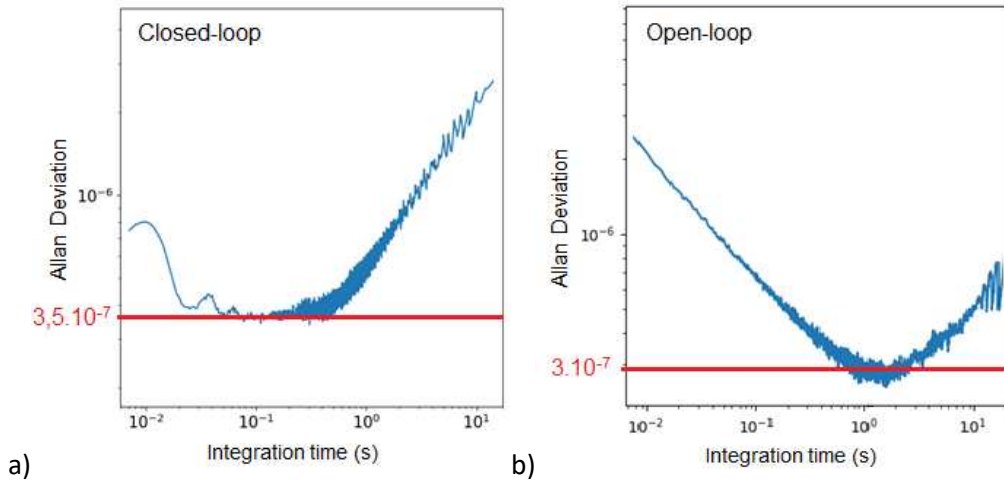 Closed-loop
Allan Deviation
10⁻⁶
3,5.10⁻⁷
10⁻²
10⁻¹
10⁰
10¹
Integration time (s)
a)
Open-loop
Allan Deviation
10⁻⁶
3.10⁻⁷
10⁻²
10⁻¹
10⁰
10¹
Integration time (s)
b)